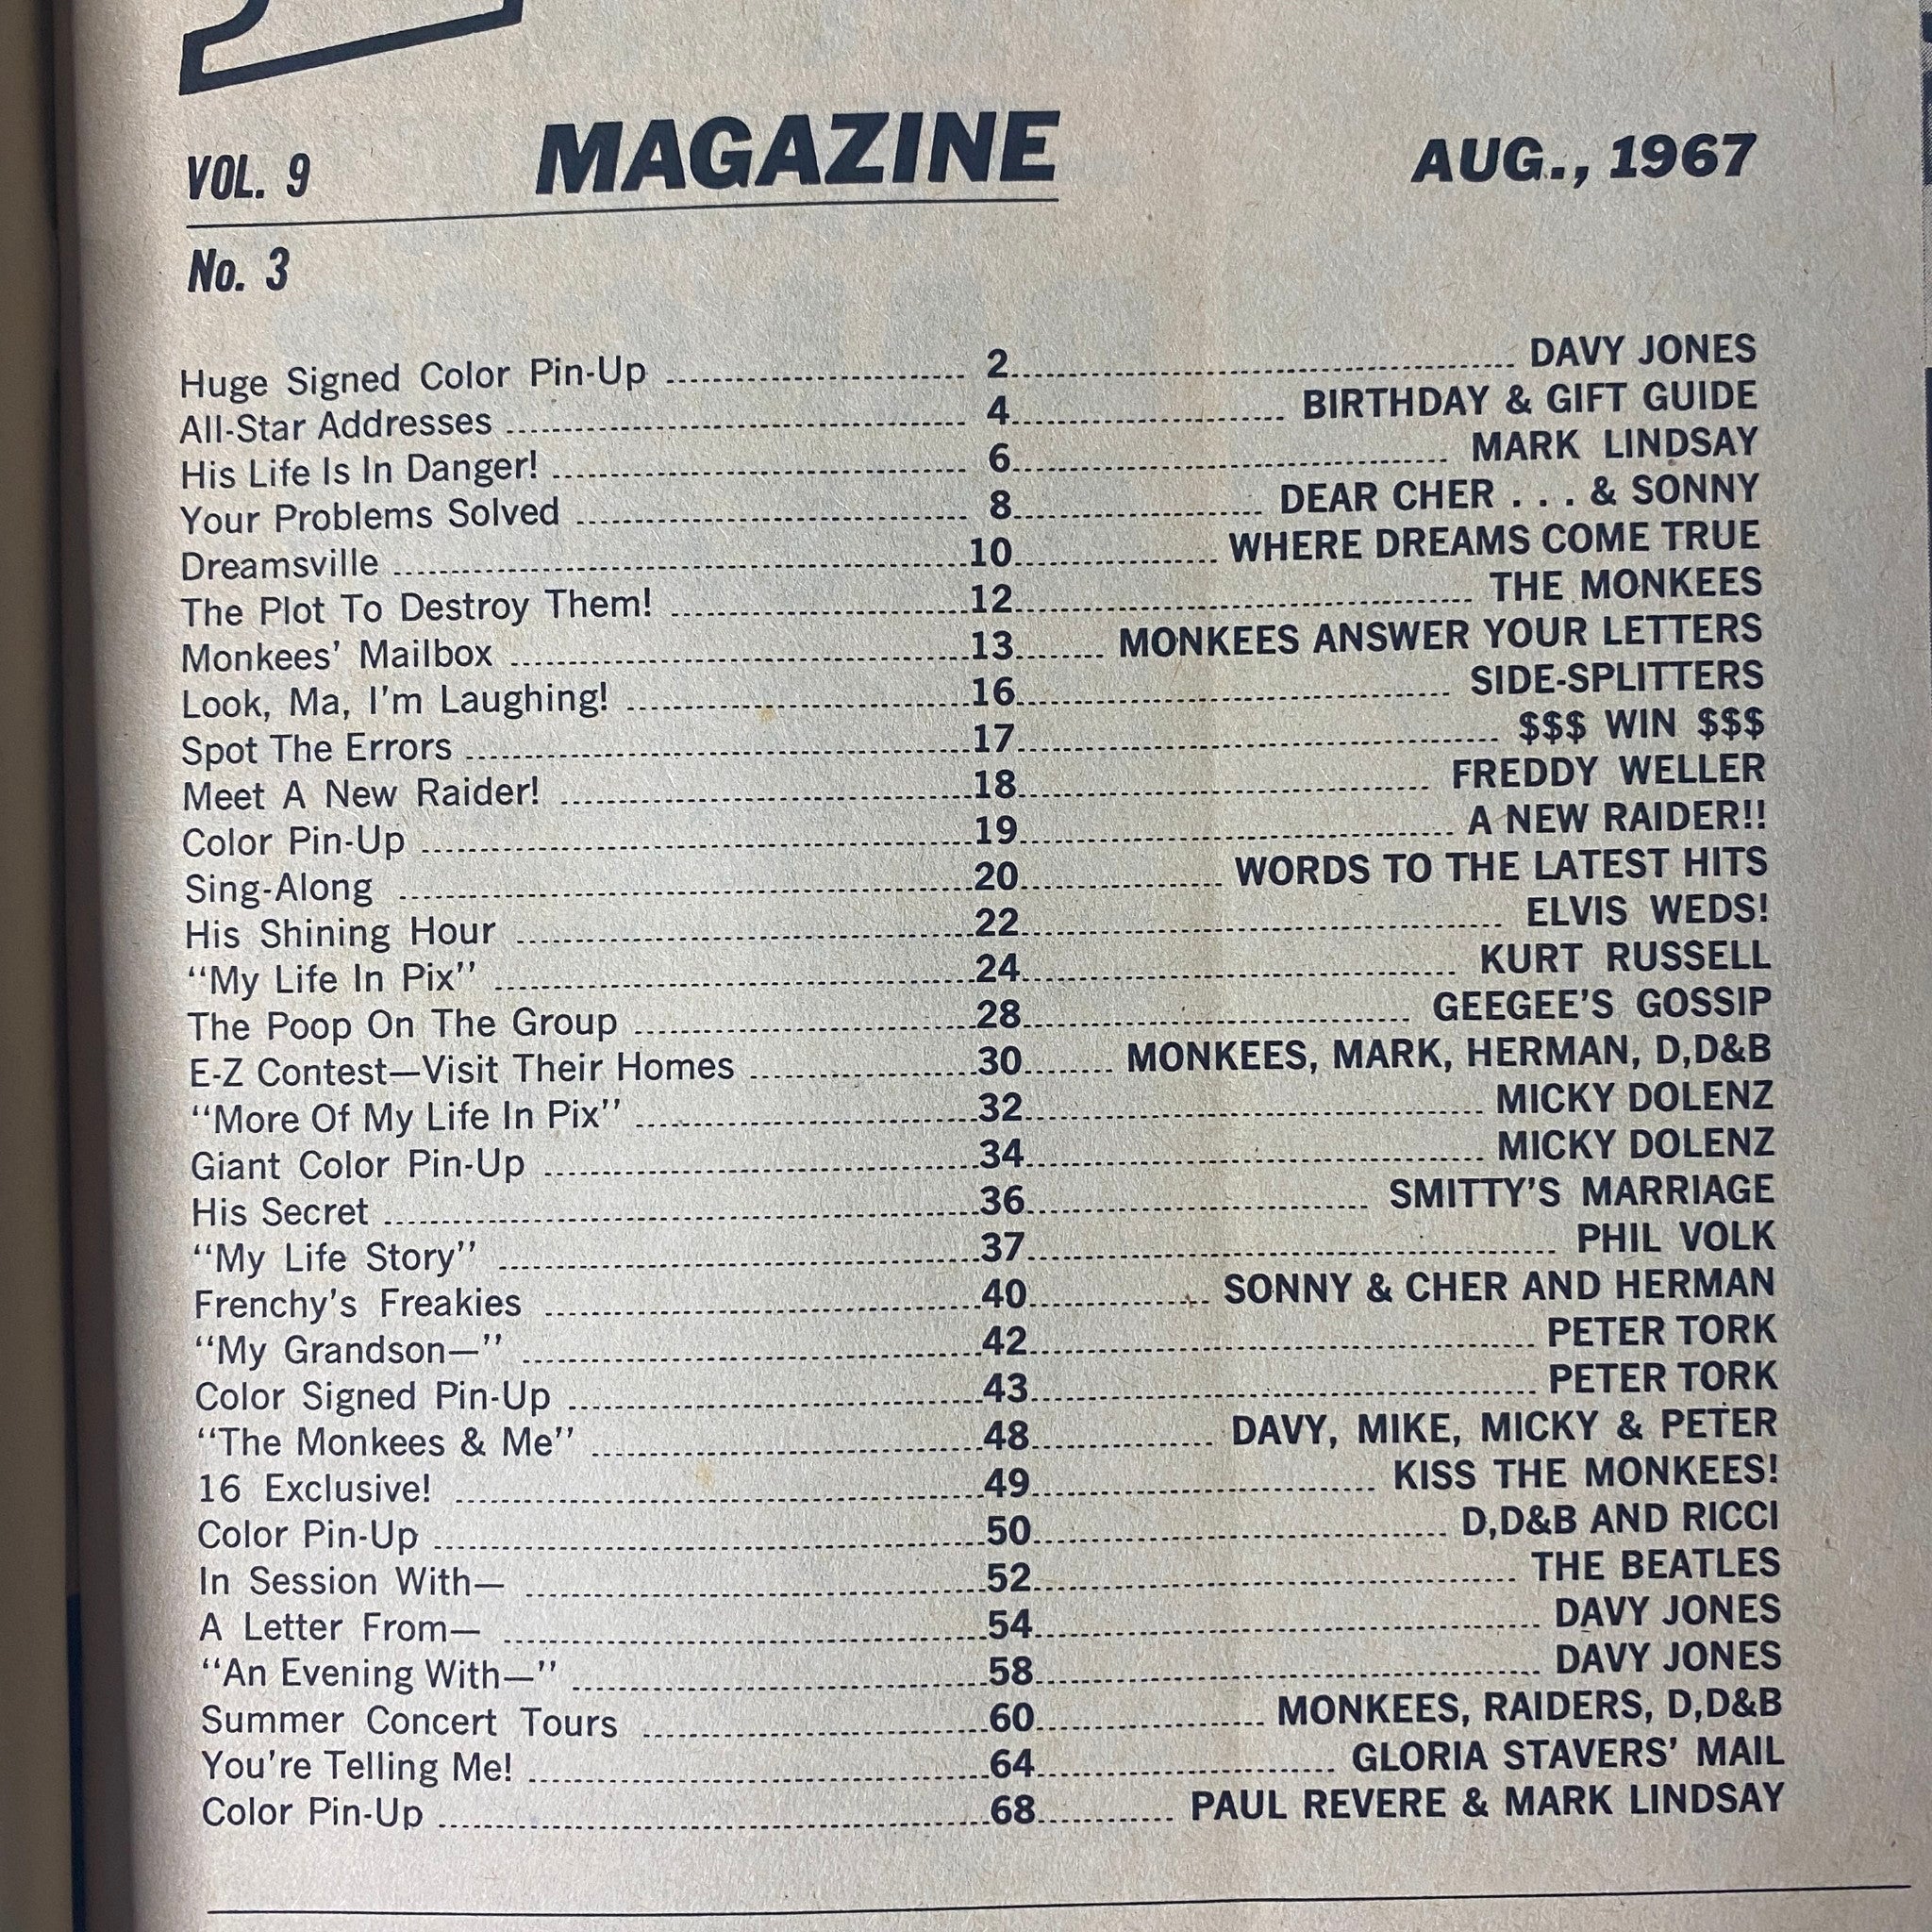 VOL. 9 MAGAZINE AUG., 1967
No. 3
Huge Signed Color Pin-Up 2 DAVY JONES
All-Star Addresses 4 BIRTHDAY & GIFT GUIDE
His Life Is In Danger! 6 MARK LINDSAY
Your Problems Solved 8 DEAR CHER . . . & SONNY
Dreamsville 10 WHERE DREAMS COME TRUE
The Plot To Destroy Them! 12 THE MONKEES
Monkees' Mailbox 13 MONKEES ANSWER YOUR LETTERS
Look, Ma, I'm Laughing! 16 SIDE-SPLITTERS
Spot The Errors 17 $$$ WIN $$$
Meet A New Raider! 18 FREDDY WELLER
Color Pin-Up 19 A NEW RAIDER!!
Sing-Along 20 WORDS TO THE LATEST HITS
His Shining Hour 22 ELVIS WEDS!
"My Life In Pix" 24 KURT RUSSELL
The Poop On The Group 28 GEEGEE'S GOSSIP
E-Z Contest—Visit Their Homes 30 MONKEES, MARK, HERMAN, D,D&B
"More Of My Life In Pix" 32 MICKY DOLENZ
Giant Color Pin-Up 34 MICKY DOLENZ
His Secret 36 SMITTY'S MARRIAGE
"My Life Story" 37 PHIL VOLK
Frenchy's Freakies 40 SONNY & CHER AND HERMAN
"My Grandson—" 42 PETER TORK
Color Signed Pin-Up 43 PETER TORK
"The Monkees & Me" 48 DAVY, MIKE, MICKY & PETER
16 Exclusive! 49 KISS THE MONKEES!
Color Pin-Up 50 D,D&B AND RICCI
In Session With— 52 THE BEATLES
A Letter From— 54 DAVY JONES
"An Evening With—" 58 DAVY JONES
Summer Concert Tours 60 MONKEES, RAIDERS, D,D&B
You're Telling Me! 64 GLORIA STAVERS' MAIL
Color Pin-Up 68 PAUL REVERE & MARK LINDSAY